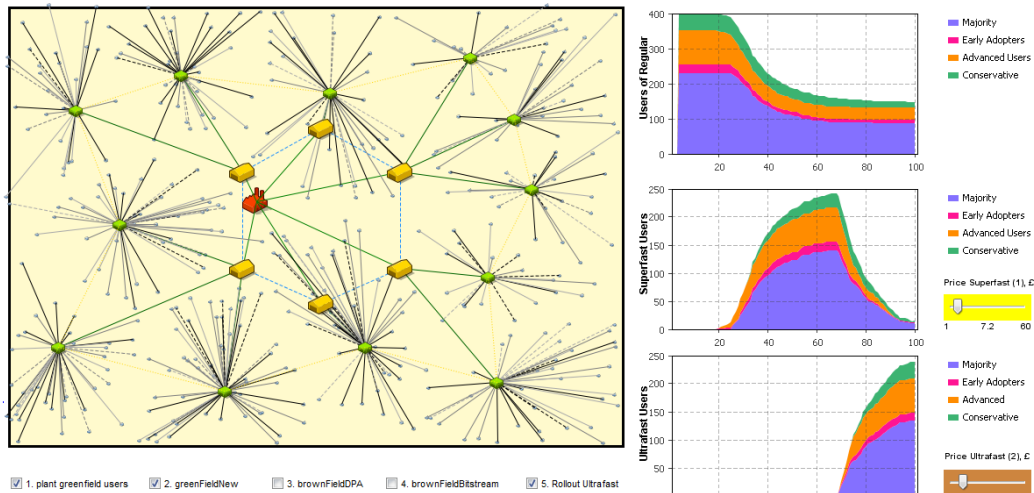 1. plant greenfield users
2. greenFieldNew
3. brownFieldDPA
4. brownFieldBitstream
5. Rollout Ultrafast
Users of Regular
400
300
200
100
0
20 40 60 80 100
Majority
Early Adopters
Advanced Users
Conservative
Superfast Users
250
200
150
100
50
0
20 40 60 80 100
Majority
Early Adopters
Advanced Users
Conservative
Price Superfast (1), £
1 7.2 60
Ultrafast Users
250
200
150
100
50
Majority
Early Adopters
Advanced
Conservative
Price Ultrafast (2), £